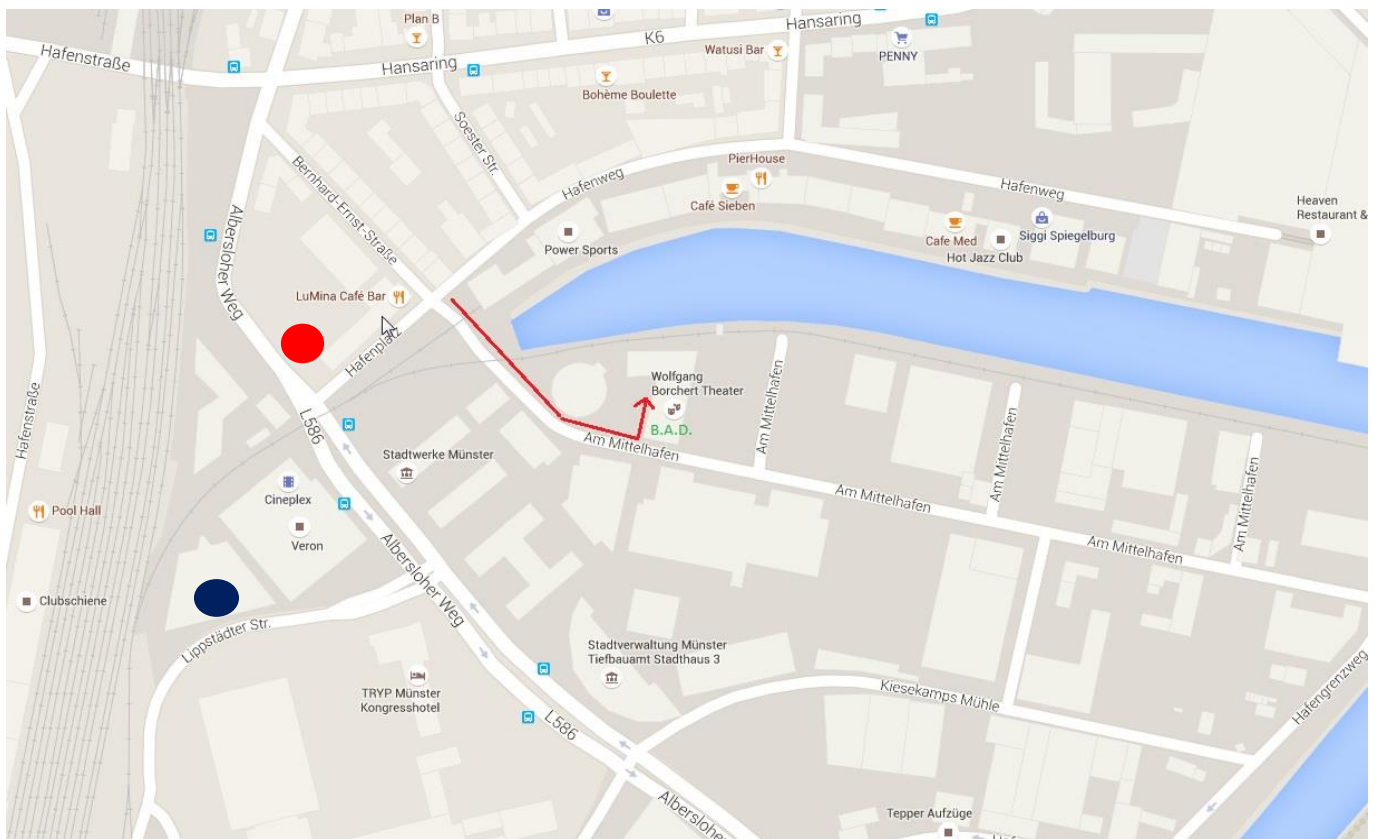 Plan B
Hansaring
K6
Watusi Bar
PENNY
Hafenstraße
Hansaring
Bohème Boulette
Soester Str.
Bernhard-Ernst-Straße
PierHouse
Hafenweg
Hafenweg
Café Sieben
Heaven
Restaurant &
Albersloher Weg
Power Sports
Cafe Med
Siggi Spiegelburg
Hot Jazz Club
LuMina Café Bar
Hafenplatz
Wolfgang
Borchert Theater
B.A.D.
Am Mittelhafen
Am Mittelhafen
Am Mittelhafen
Am Mittelhafen
Hafenstraße
L586
Stadtwerke Münster
Am Mittelhafen
Am Mittelhafen
Cineplex
Pool Hall
Veron
Albersloher Weg
Clubschiene
Lippstädter Str.
Stadtverwaltung Münster
Tiefbauamt Stadthaus 3
TRYP Münster
Kongresshotel
Kiesekamps Mühle
Hafengrenzweg
L586
Albersloher
Tepper Aufzüge